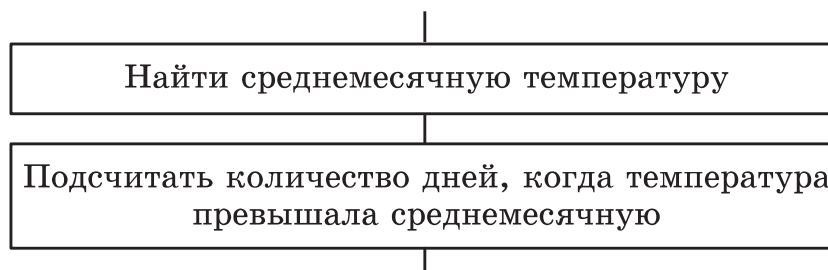 Найти среднемесячную температуру
Подсчитать количество дней, когда температура
превышала среднемесячную